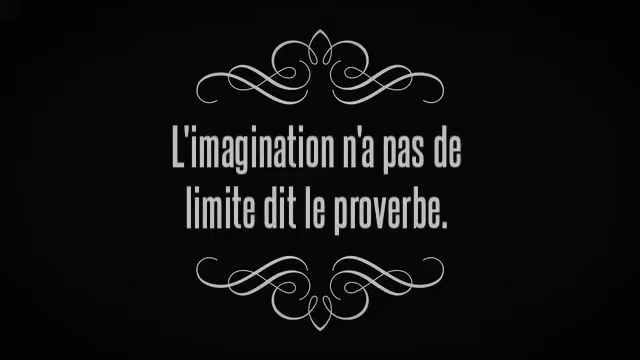 L'imagination n'a pas de
limite dit le proverbe.